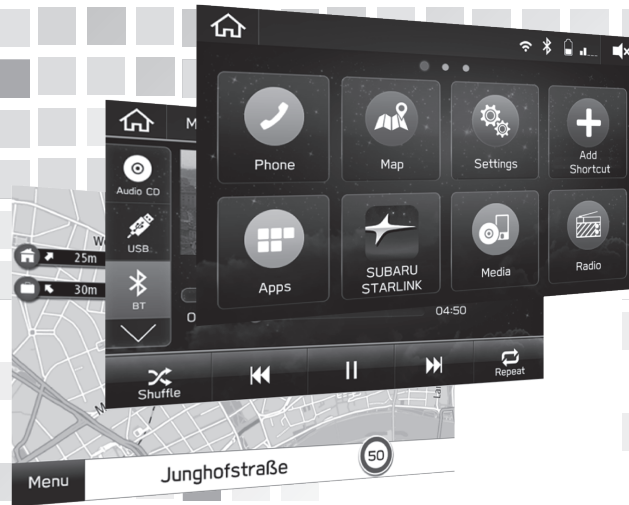 Phone
Map
Settings
Add
Shortcut
Apps
SUBARU
STARLINK
Media
Radio
Audio CD
USB
BT
04:50
Shuffle
Repeat
25m
30m
Menu
Junghofstraße
50